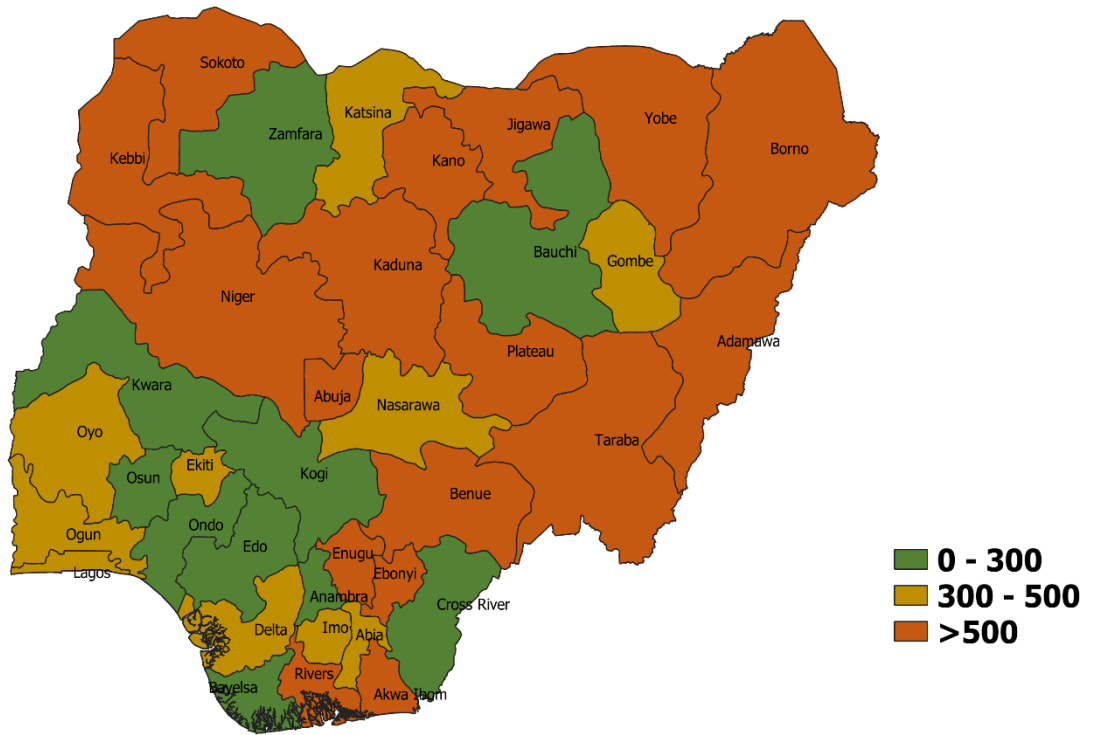 Sokoto
Katsina
Zamfara
Kebbi
Kano
Jigawa
Yobe
Borno
Bauchi
Gombe
Kaduna
Niger
Plateau
Adamawa
Kwara
Abuja
Nasarawa
Oyo
Taraba
Osun
Ekiti
Kogi
Benue
Ogun
Ondo
Edo
Lagos
Enugu
Ebonyi
Anambra
Cross River
Delta
Imo
Abia
Bayelsa
Rivers
Akwa Ibom
0 - 300
300 - 500
>500